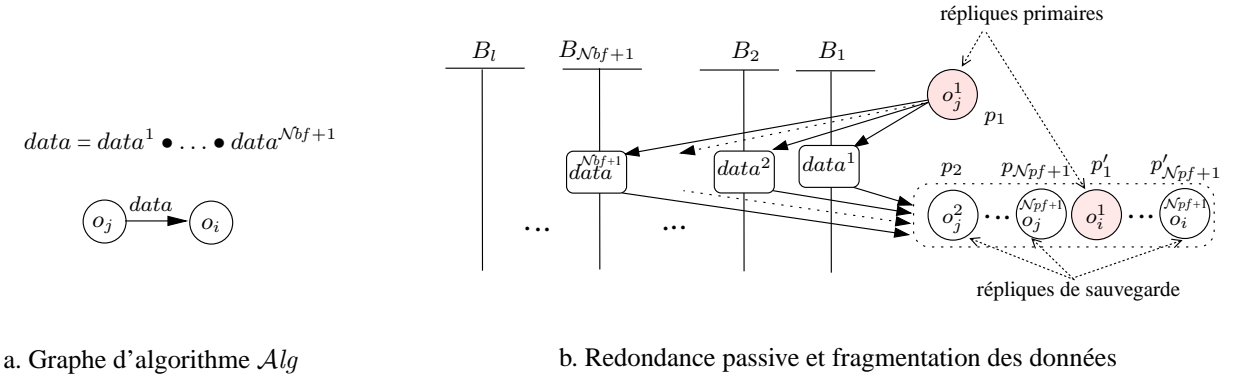 répliques primaires
B_l B_{𝒩bf+1} B_2 B_1
o_j^1
p_1
data = data^1 • … • data^{𝒩bf+1}
data^{𝒩bf+1} data^2 data^1
p_2 p_{𝒩pf+1} p'_1 p'_{𝒩pf+1}
data
o_j o_i
o_j^2 ... o_j^{𝒩pf+1} o_i^1 ... o_i^{𝒩pf+1}
... ...
répliques de sauvegarde
a. Graphe d'algorithme 𝒜lg
b. Redondance passive et fragmentation des données